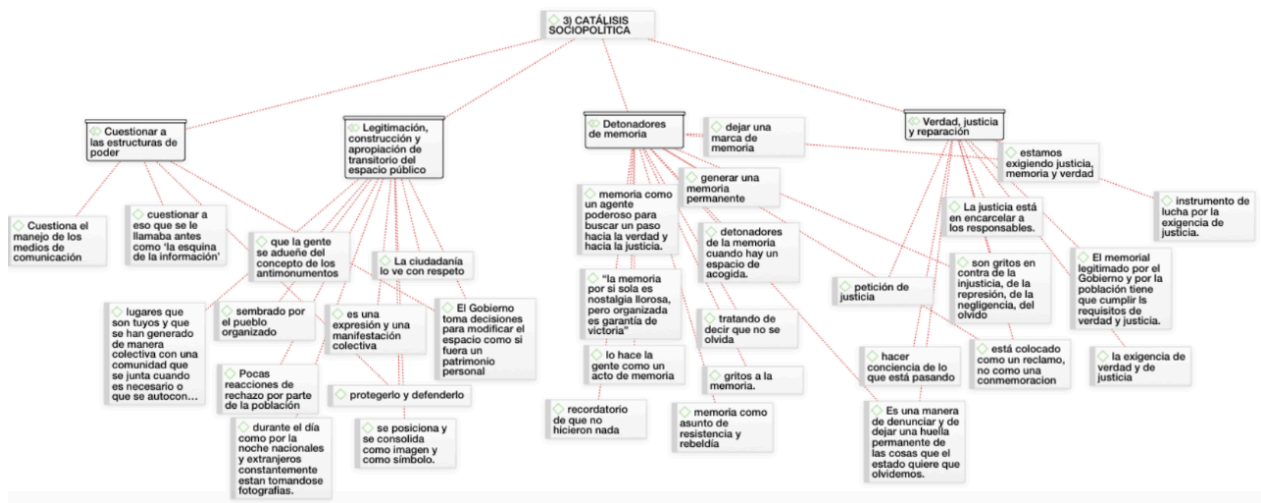 3) CATÁLISIS
SOCIOPOLÍTICA
Cuestionar a
las estructuras de
poder
Legitimación,
construcción y
apropiación de
transitorio del
espacio público
Detonadores
de memoria
dejar una
marca de
memoria
Verdad, justicia
y reparación
estamos
exigiendo justicia,
memoria y verdad
Cuestiona el
manejo de los
medios de
comunicación
cuestionar a
eso que se le
llamaba antes
como ‘la esquina
de la información’
que la gente
se adueñe del
concepto de los
antimonumentos
La ciudadanía
lo ve con respeto
memoria como
un agente
poderoso para
buscar un paso
hacia la verdad y
hacia la justicia.
generar una
memoria
permanente
detonadores
de la memoria
cuando hay un
espacio de
acogida.
La justicia está
en encarcelar a
los responsables.
instrumento de
lucha por la
exigencia de
justicia.
lugares que
son tuyos y que
se han generado
de manera
colectiva con una
comunidad que
se junta cuando
es necesario o
que se autocon...
sembrado por
el pueblo
organizado
es una
expresión y una
manifestación
colectiva
El Gobierno
toma decisiones
para modificar el
espacio como si
fuera un
patrimonio
personal
“la memoria
por si sola es
nostalgia llorosa,
pero organizada
es garantía de
victoria”
tratando de
decir que no se
olvida
petición de
justicia
son gritos en
contra de la
injusticia, de la
represión, de la
negligencia, del
olvido
El memorial
legitimado por el
Gobierno y por la
población tiene
que cumplir ls
requisitos de
verdad y justicia.
Pocas
reacciones de
rechazo por parte
de la población
protegerlo y defenderlo
lo hace la
gente como un
acto de memoria
gritos a la
memoria.
hacer
conciencia de lo
que está pasando
está colocado
como un reclamo,
no como una
conmemoracion
la exigencia de
verdad y de
justicia
durante el día
como por la
noche nacionales
y extranjeros
constantemente
estan tomandose
fotografias.
se posiciona y
se consolida
como imagen y
como símbolo.
recordatorio
de que no
hicieron nada
memoria como
asunto de
resistencia y
rebeldía
Es una manera
de denunciar y de
dejar una huella
permanente de
las cosas que el
estado quiere que
olvidemos.